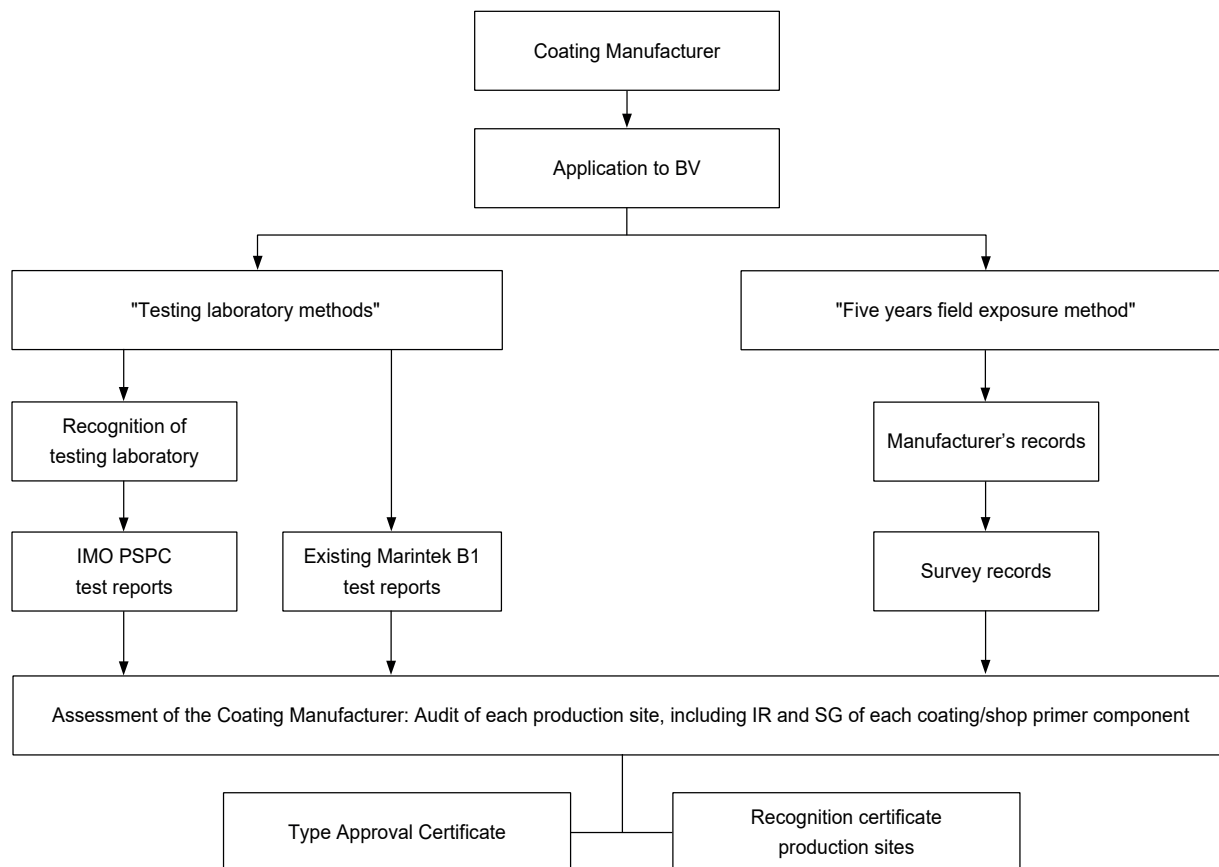 Coating Manufacturer
Application to BV
"Testing laboratory methods"
"Five years field exposure method"
Recognition of
testing laboratory
Manufacturer’s records
IMO PSPC
test reports
Existing Marintek B1
test reports
Survey records
Assessment of the Coating Manufacturer: Audit of each production site, including IR and SG of each coating/shop primer component
Type Approval Certificate
Recognition certificate
production sites